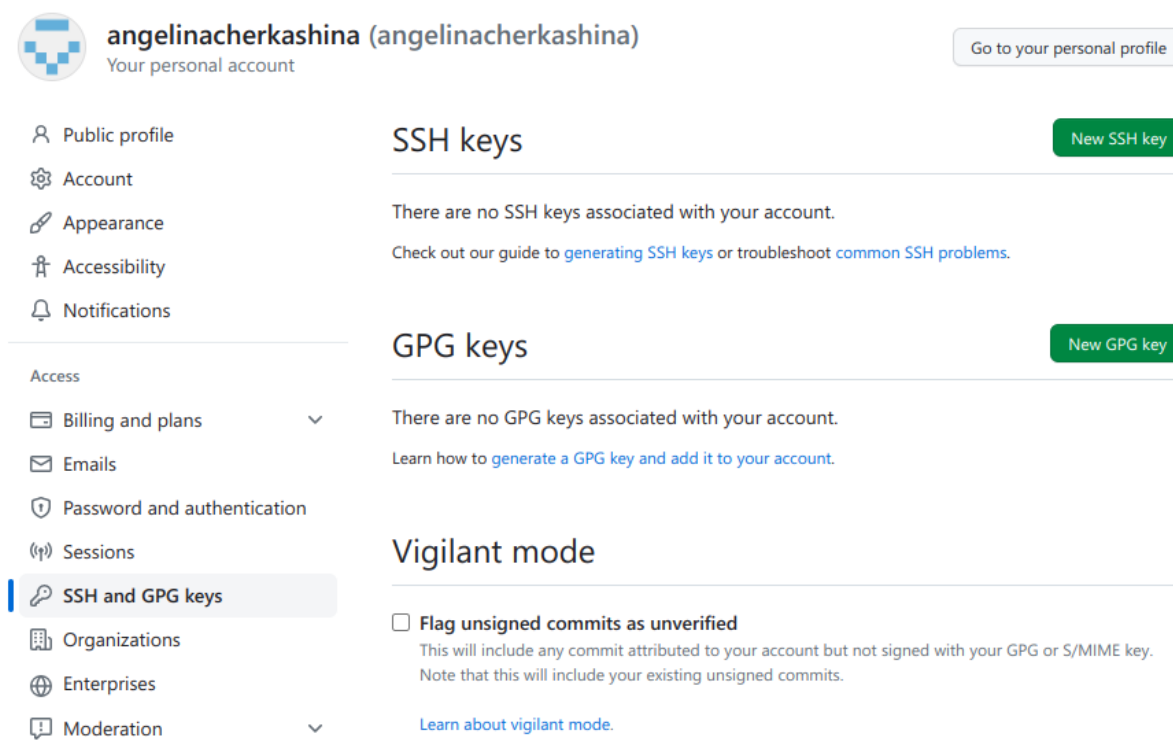 angelinacherkashina (angelinacherkashina)
Your personal account
Go to your personal profile
Public profile
Account
Appearance
Accessibility
Notifications
Access
Billing and plans
Emails
Password and authentication
Sessions
SSH and GPG keys
Organizations
Enterprises
Moderation
SSH keys
New SSH key
There are no SSH keys associated with your account.
Check out our guide to generating SSH keys or troubleshoot common SSH problems.
GPG keys
New GPG key
There are no GPG keys associated with your account.
Learn how to generate a GPG key and add it to your account.
Vigilant mode
Flag unsigned commits as unverified
This will include any commit attributed to your account but not signed with your GPG or S/MIME key.
Note that this will include your existing unsigned commits.
Learn about vigilant mode.